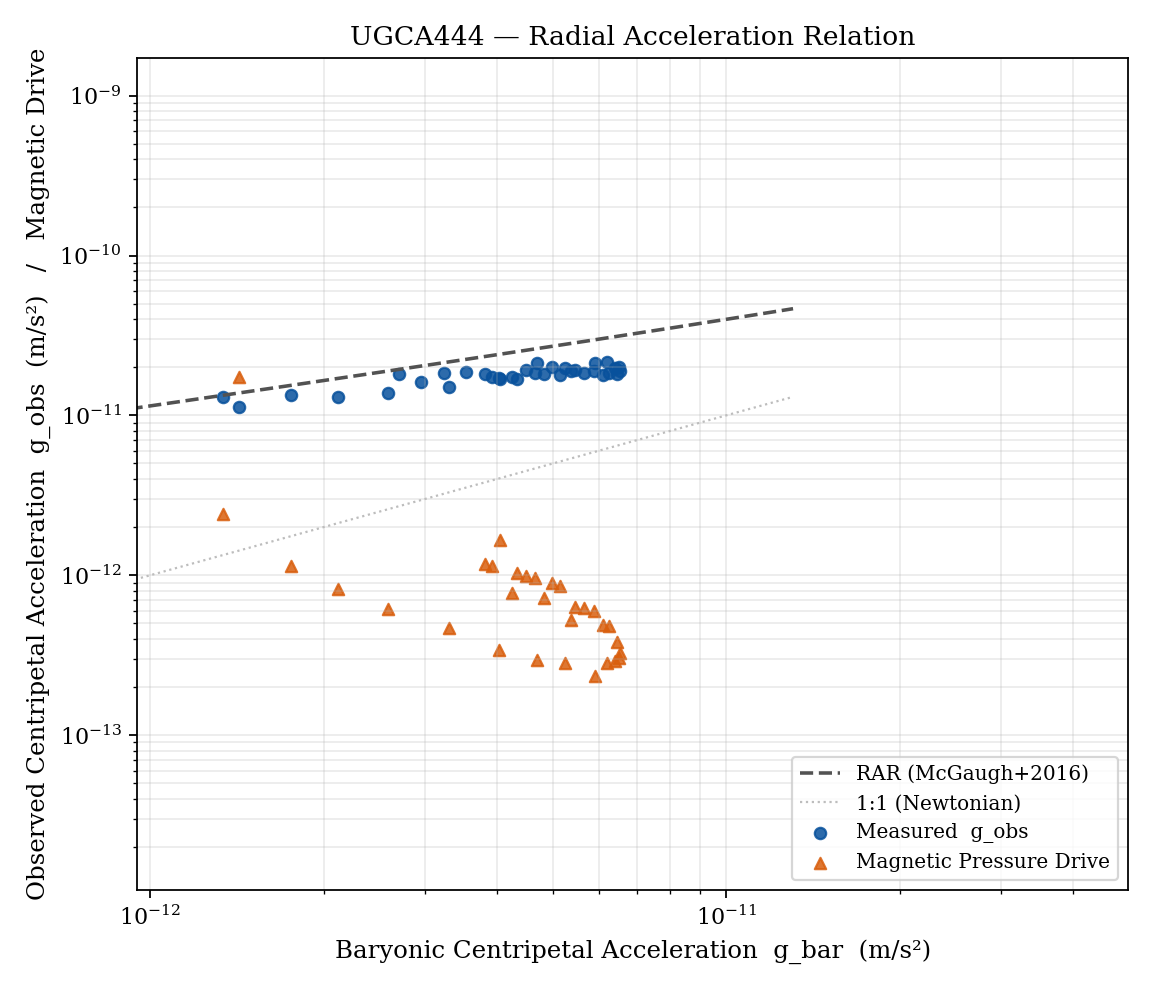 UGCA444 — Radial Acceleration Relation
Observed Centripetal Acceleration g_obs (m/s²) / Magnetic Drive
10⁻⁹
10⁻¹⁰
10⁻¹¹
10⁻¹²
10⁻¹³
RAR (McGaugh+2016)
1:1 (Newtonian)
Measured g_obs
Magnetic Pressure Drive
10⁻¹²
10⁻¹¹
Baryonic Centripetal Acceleration g_bar (m/s²)